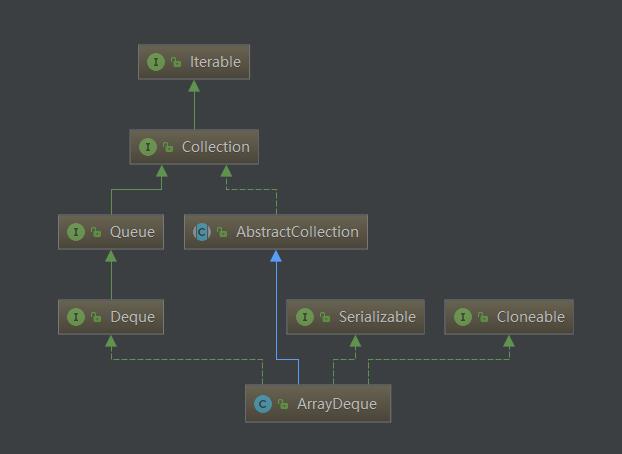 I Iterable
I Collection
I Queue
C AbstractCollection
I Deque
I Serializable
I Cloneable
C ArrayDeque